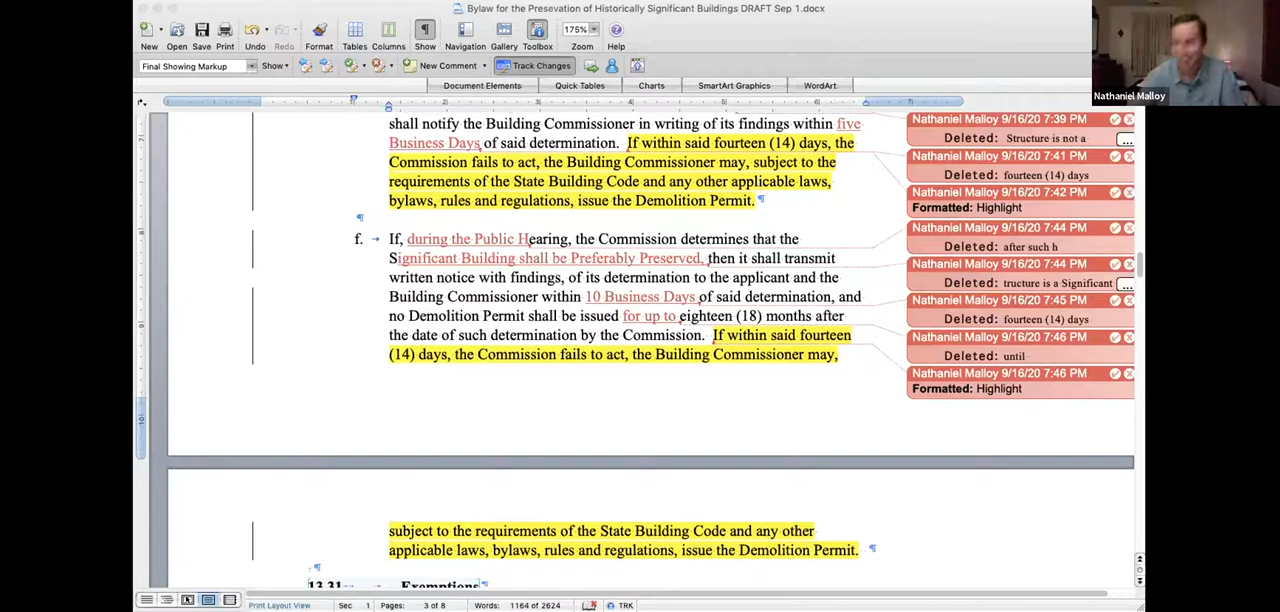 Bylaw for the Presevation of Historically Significant Buildings DRAFT Sep 1.docx
175%
New Open Save Print Undo Redo Format Tables Columns Show Navigation Gallery Toolbox Zoom Help
Final Showing Markup Show New Comment Track Changes
Document Elements Quick Tables Charts SmartArt Graphics WordArt
Nathaniel Malloy
shall notify the Building Commissioner in writing of its findings within five
Business Days of said determination. If within said fourteen (14) days, the
Commission fails to act, the Building Commissioner may, subject to the
requirements of the State Building Code and any other applicable laws,
bylaws, rules and regulations, issue the Demolition Permit. ¶
¶
f. → If, during the Public Hearing, the Commission determines that the
Significant Building shall be Preferably Preserved, then it shall transmit
written notice with findings, of its determination to the applicant and the
Building Commissioner within 10 Business Days of said determination, and
no Demolition Permit shall be issued for up to eighteen (18) months after
the date of such determination by the Commission. If within said fourteen
(14) days, the Commission fails to act, the Building Commissioner may,
subject to the requirements of the State Building Code and any other
applicable laws, bylaws, rules and regulations, issue the Demolition Permit. ¶
¶
13.31 → Exemptions¶
Nathaniel Malloy 9/16/20 7:39 PM
Deleted: Structure is not a ...
Nathaniel Malloy 9/16/20 7:41 PM
Deleted: fourteen (14) days
Nathaniel Malloy 9/16/20 7:42 PM
Formatted: Highlight
Nathaniel Malloy 9/16/20 7:44 PM
Deleted: after such h
Nathaniel Malloy 9/16/20 7:44 PM
Deleted: tructure is a Significant ...
Nathaniel Malloy 9/16/20 7:45 PM
Deleted: fourteen (14) days
Nathaniel Malloy 9/16/20 7:46 PM
Deleted: until
Nathaniel Malloy 9/16/20 7:46 PM
Formatted: Highlight
Print Layout View Sec 1 Pages: 3 of 8 Words: 1164 of 2624 TRK